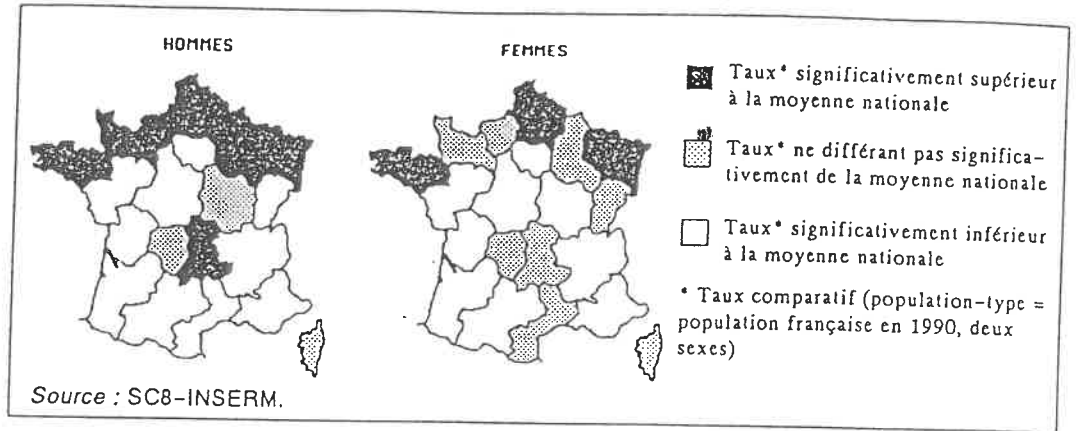 HOMMES
FEMMES
Taux* significativement supérieur
à la moyenne nationale
Taux* ne différant pas significa-
tivement de la moyenne nationale
Taux* significativement inférieur
à la moyenne nationale
* Taux comparatif (population-type =
population française en 1990, deux
sexes)
Source : SC8-INSERM.